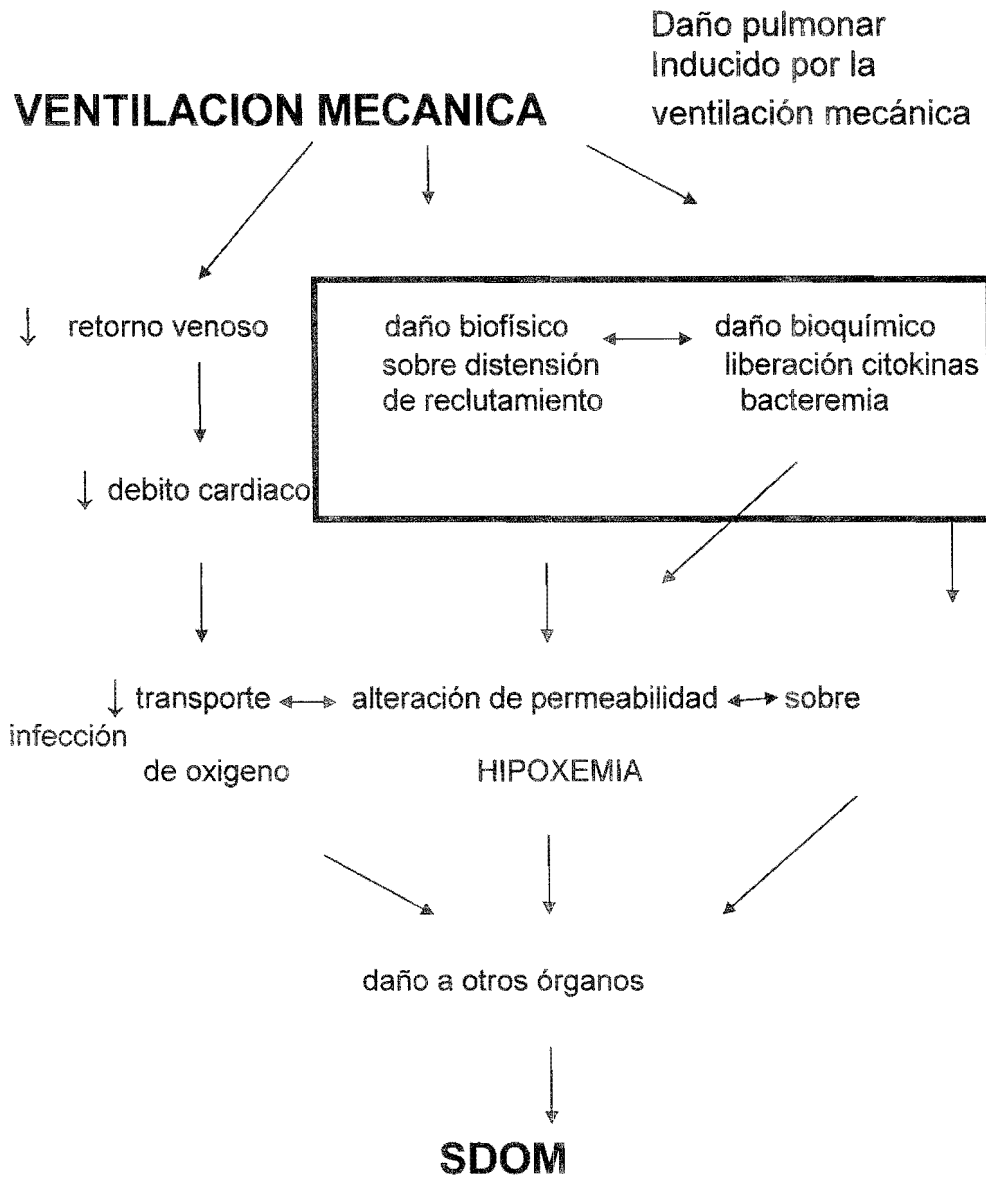 Daño pulmonar
Inducido por la
VENTILACION MECANICA ventilación mecánica
↓ retorno venoso daño biofísico ↔ daño bioquímico
sobre distensión liberación citokinas
de reclutamiento bacteremia
↓ debito cardiaco
↓ transporte ↔ alteración de permeabilidad ↔ sobre
infección
de oxigeno HIPOXEMIA
daño a otros órganos
SDOM